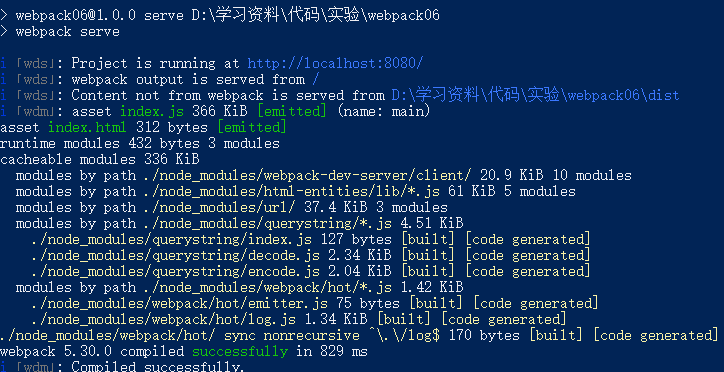 > webpack06@1.0.0 serve D:\学习资料\代码\实验\webpack06
> webpack serve
i ｢wds｣: Project is running at http://localhost:8080/
i ｢wds｣: webpack output is served from /
i ｢wds｣: Content not from webpack is served from D:\学习资料\代码\实验\webpack06\dist
i ｢wdm｣: asset index.js 366 KiB [emitted] (name: main)
asset index.html 312 bytes [emitted]
runtime modules 432 bytes 3 modules
cacheable modules 336 KiB
  modules by path ./node_modules/webpack-dev-server/client/ 20.9 KiB 10 modules
  modules by path ./node_modules/html-entities/lib/*.js 61 KiB 5 modules
  modules by path ./node_modules/url/ 37.4 KiB 3 modules
  modules by path ./node_modules/querystring/*.js 4.51 KiB
    ./node_modules/querystring/index.js 127 bytes [built] [code generated]
    ./node_modules/querystring/decode.js 2.34 KiB [built] [code generated]
    ./node_modules/querystring/encode.js 2.04 KiB [built] [code generated]
  modules by path ./node_modules/webpack/hot/*.js 1.42 KiB
    ./node_modules/webpack/hot/emitter.js 75 bytes [built] [code generated]
    ./node_modules/webpack/hot/log.js 1.34 KiB [built] [code generated]
./node_modules/webpack/hot/ sync nonrecursive ^\.\/log$ 170 bytes [built] [code generated]
webpack 5.30.0 compiled successfully in 829 ms
i ｢wdm｣: Compiled successfully.